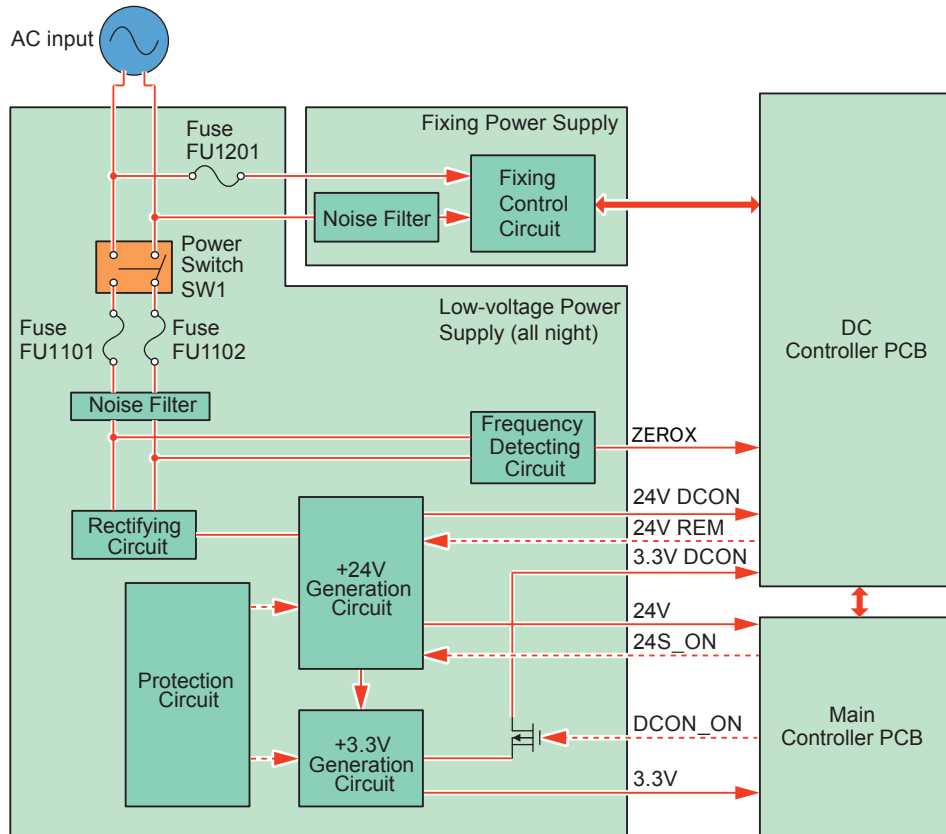 AC input
Fuse
FU1201
Fixing Power Supply
Noise Filter
Fixing
Control
Circuit
Power
Switch
SW1
Fuse
FU1101
Fuse
FU1102
Low-voltage Power
Supply (all night)
DC
Controller PCB
Noise Filter
Frequency
Detecting
Circuit
ZEROX
24V DCON
24V REM
3.3V DCON
Rectifying
Circuit
+24V
Generation
Circuit
24V
24S_ON
Protection
Circuit
+3.3V
Generation
Circuit
DCON_ON
3.3V
Main
Controller PCB